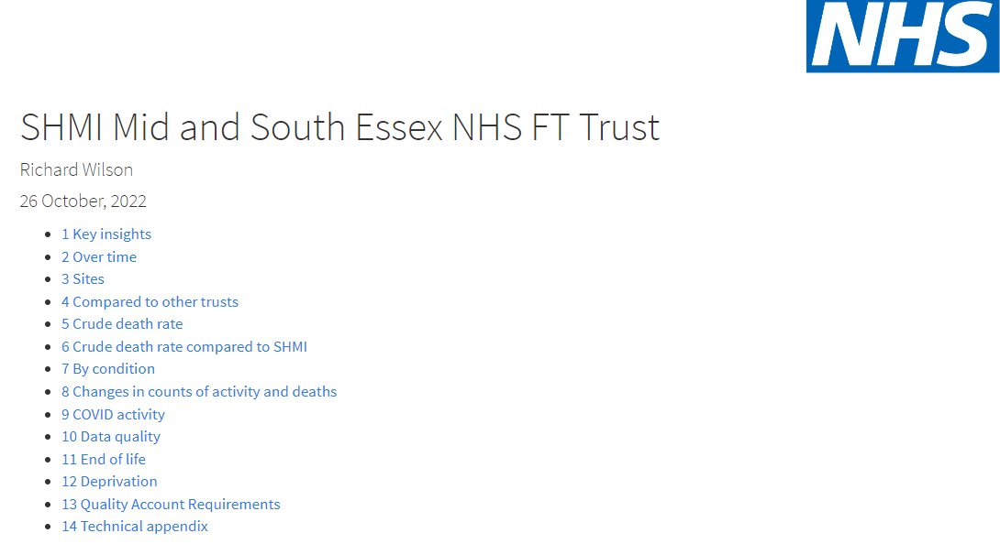 NHS
SHMI Mid and South Essex NHS FT Trust
Richard Wilson
26 October, 2022
1 Key insights
2 Over time
3 Sites
4 Compared to other trusts
5 Crude death rate
6 Crude death rate compared to SHMI
7 By condition
8 Changes in counts of activity and deaths
9 COVID activity
10 Data quality
11 End of life
12 Deprivation
13 Quality Account Requirements
14 Technical appendix